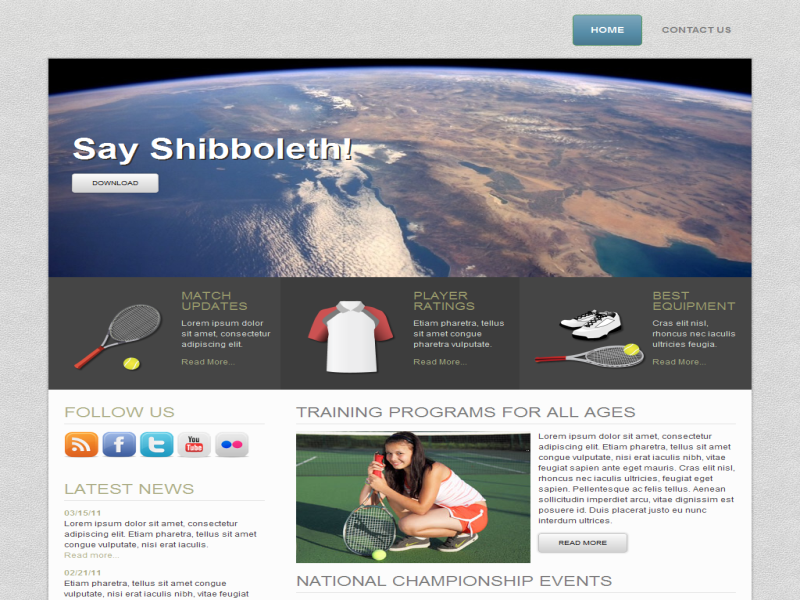 HOME
CONTACT US
Say Shibboleth!
DOWNLOAD
MATCH
UPDATES
Lorem ipsum dolor
sit amet, consectetur
adipiscing elit.
Read More...
PLAYER
RATINGS
Etiam pharetra, tellus
sit amet congue
pharetra vulputate.
Read More...
BEST
EQUIPMENT
Cras elit nisl,
rhoncus nec iaculis
ultricies feugia.
Read More...
FOLLOW US
You
Tube
LATEST NEWS
03/15/11
Lorem ipsum dolor sit amet, consectetur
adipiscing elit. Etiam pharetra, tellus sit amet
congue vulputate, nisi erat iaculis.
Read more...
02/21/11
Etiam pharetra, tellus sit amet congue
vulputate, nisi erat iaculis nibh, vitae feugiat
TRAINING PROGRAMS FOR ALL AGES
Lorem ipsum dolor sit amet, consectetur
adipiscing elit. Etiam pharetra, tellus sit amet
congue vulputate, nisi erat iaculis nibh, vitae
feugiat sapien ante eget mauris. Cras elit nisl,
rhoncus nec iaculis ultricies, feugiat eget
sapien. Pellentesque ac felis tellus. Aenean
sollicitudin imperdiet arcu, vitae dignissim est
posuere id. Duis placerat justo eu nunc
interdum ultrices.
READ MORE
NATIONAL CHAMPIONSHIP EVENTS